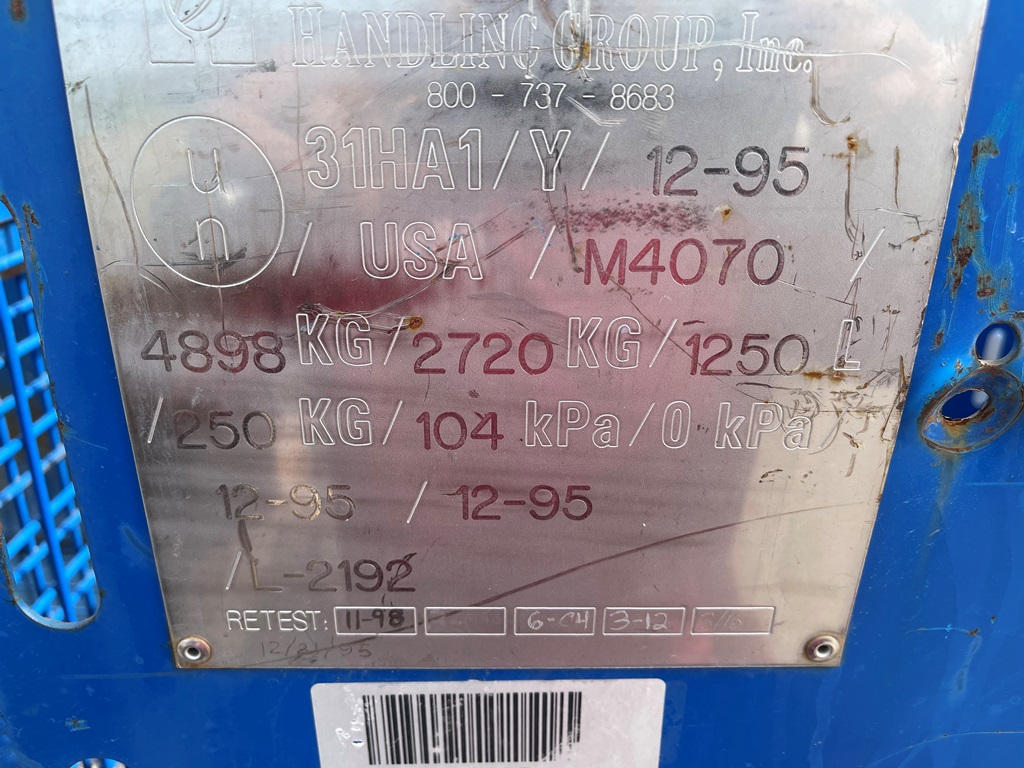 HANDLING GROUP, Inc.
800 - 737 - 8683
u n
31HA1/Y/ 12-95
/ USA / M4070 /
4898 KG/2720 KG/1250 L
/250 KG/104 kPa/0 kPa
12-95 / 12-95
/L-2192
RETEST: 11-98 6-04 3-12
12/21/95